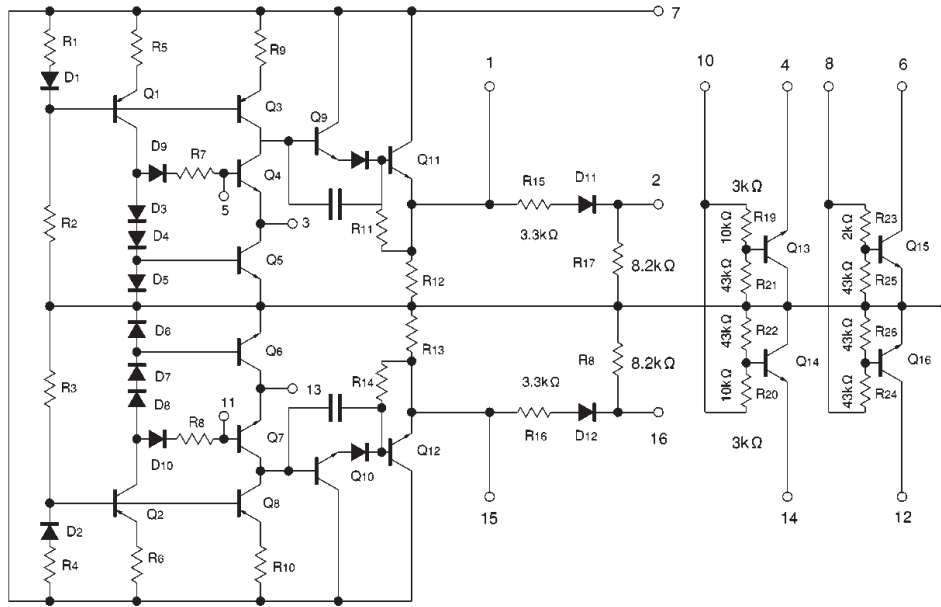 7
R1
R5
R9
D1
1
10
4
8
6
Q1
Q3
Q9
D9
R7
Q4
Q11
D11
2
R15
3kΩ
5
3
D3
R2
D4
R11
3.3kΩ
10kΩ
R19
2kΩ
R23
Q13
Q15
D5
Q5
R12
R17
8.2kΩ
43kΩ
R21
43kΩ
R25
D6
Q6
R13
R8
8.2kΩ
43kΩ
R22
43kΩ
R26
D7
R3
D8
13
R14
3.3kΩ
Q14
Q16
10kΩ
R20
43kΩ
R24
11
R8
Q7
R16
D12
16
3kΩ
D10
Q10
Q12
Q2
Q8
15
14
12
D2
R4
R6
R10